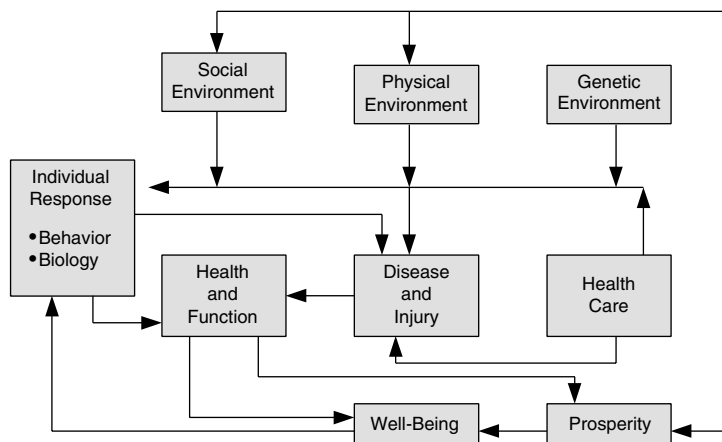 Social
Environment
Physical
Environment
Genetic
Environment
Individual
Response
•Behavior
•Biology
Health
and
Function
Disease
and
Injury
Health
Care
Well-Being
Prosperity